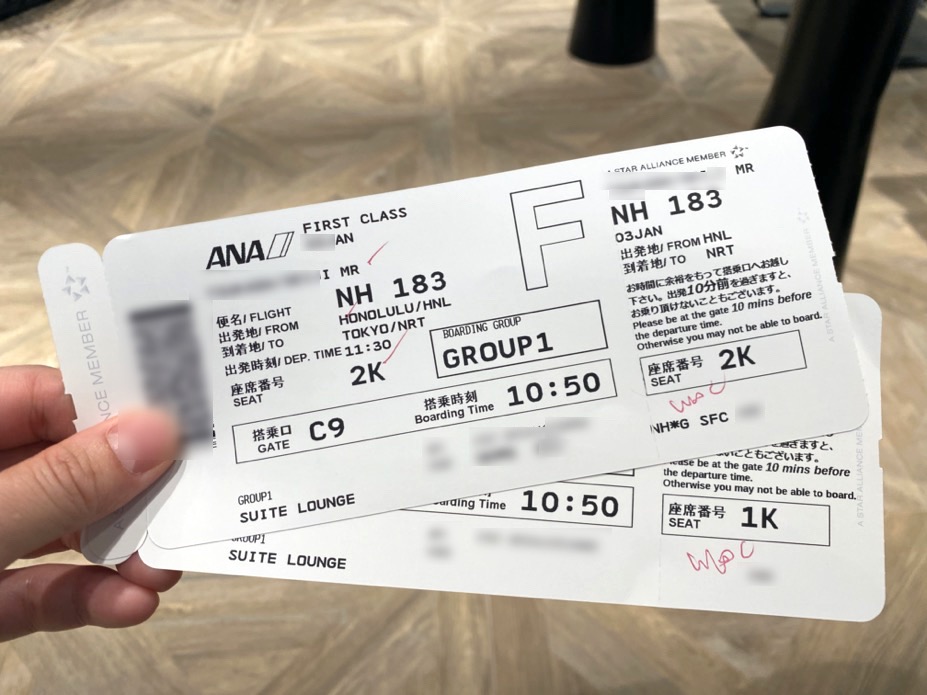 ANA
FIRST CLASS
03JAN
MR
便名/FLIGHT NH 183
出発地/FROM HONOLULU/HNL
到着地/TO TOKYO/NRT
出発時刻/DEP. TIME 11:30
座席番号
SEAT 2K
F
BOARDING GROUP
GROUP1
搭乗口
GATE C9
搭乗時刻
Boarding Time 10:50
GROUP1
SUITE LOUNGE
A STAR ALLIANCE MEMBER
MR
NH 183
03JAN
出発地/FROM HNL
到着地/TO NRT
お時間に余裕をもって搭乗口へお越し
下さい。出発10分前を過ぎますと、
お乗り頂けないこともございます。
Please be at the gate 10 mins before
the departure time.
Otherwise you may not be able to board.
座席番号
SEAT 2K
NH*G SFC
A STAR ALLIANCE MEMBER
MEMBER
Boarding Time 10:50
GROUP1
SUITE LOUNGE
be at the gate 10 mins before
the departure time.
Otherwise you may not be able to board.
座席番号
SEAT 1K
A STAR ALLIANCE MEMBER